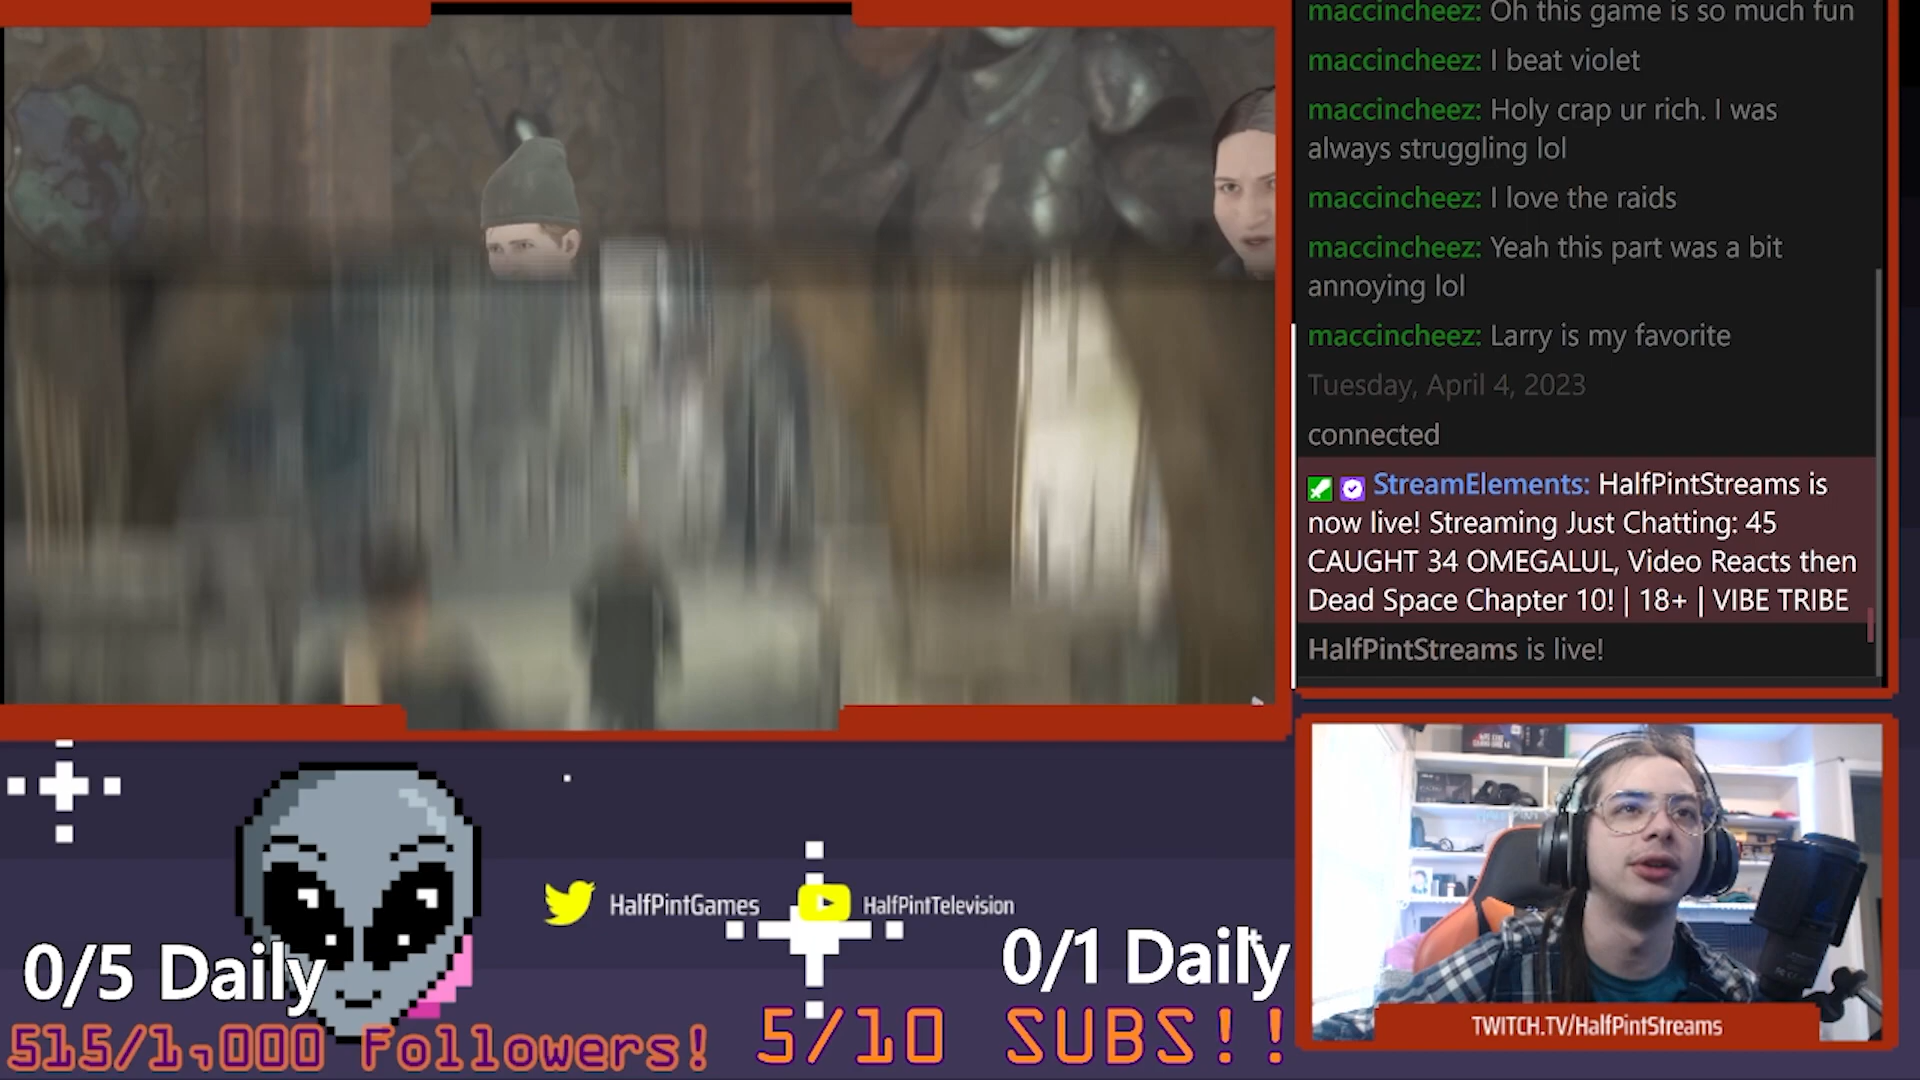 maccincheez: Oh this game is so much fun
maccincheez: I beat violet
maccincheez: Holy crap ur rich. I was
always struggling lol
maccincheez: I love the raids
maccincheez: Yeah this part was a bit
annoying lol
maccincheez: Larry is my favorite
Tuesday, April 4, 2023
connected
StreamElements: HalfPintStreams is
now live! Streaming Just Chatting: 45
CAUGHT 34 OMEGALUL, Video Reacts then
Dead Space Chapter 10! | 18+ | VIBE TRIBE
HalfPintStreams is live!
HalfPintGames
HalfPintTelevision
0/5 Daily
0/1 Daily
515/1,000 Followers!
5/10 SUBS!!
TWITCH.TV/HalfPintStreams